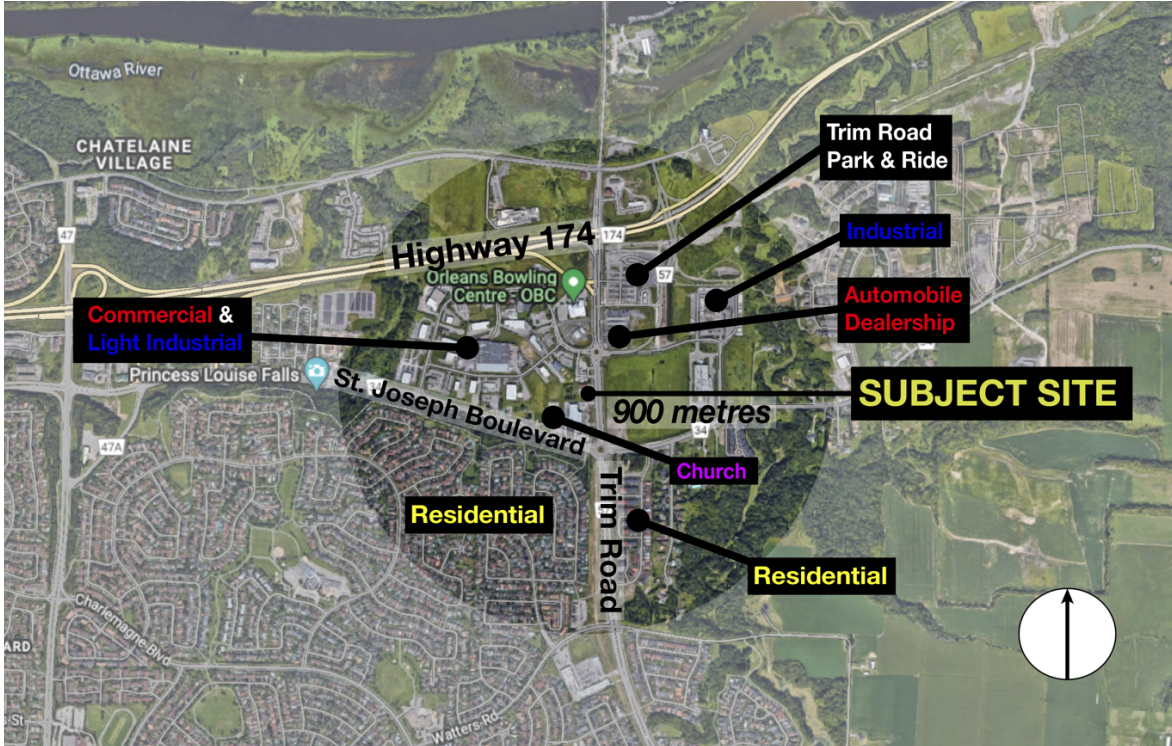 Ottawa River
CHATELAINE
VILLAGE
Trim Road
Park & Ride
47
174
Highway 174
Industrial
57
Orleans Bowling
Centre - OBC
Automobile
Dealership
Commercial &
Light Industrial
Princess Louise Falls
St. Joseph Boulevard
SUBJECT SITE
900 metres
34
47A
Church
Trim Road
Residential
Residential
Charlemagne Blvd
ARD
s St
Watters Rd